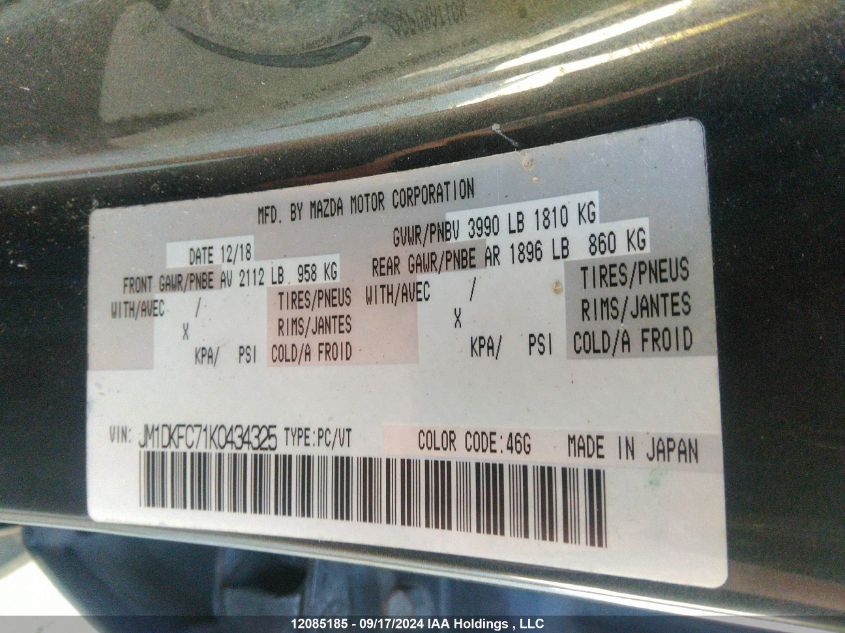 MFD. BY MAZDA MOTOR CORPORATION
DATE 12/18 GVWR/PNBV 3990 LB 1810 KG
FRONT GAWR/PNBE AV 2112 LB 958 KG REAR GAWR/PNBE AR 1896 LB 860 KG
WITH/AVEC / TIRES/PNEUS WITH/AVEC / TIRES/PNEUS
X RIMS/JANTES X RIMS/JANTES
KPA/ PSI COLD/A FROID KPA/ PSI COLD/A FROID
VIN: JM1DKFC71K0434325 TYPE:PC/VT COLOR CODE:46G MADE IN JAPAN
12085185 - 09/17/2024 IAA Holdings , LLC